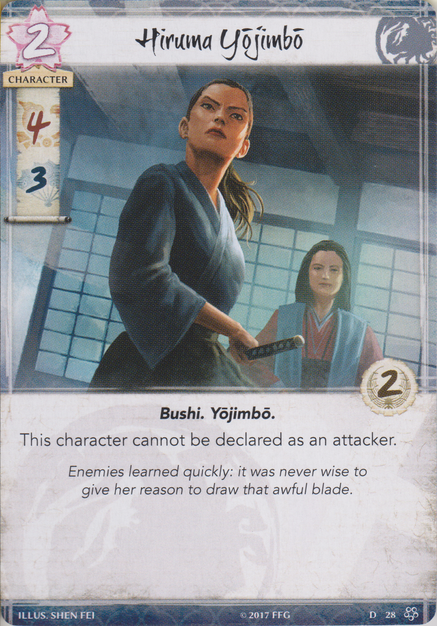 2
Hiruma Yōjimbō
CHARACTER
4
3
2
Bushi. Yōjimbō.
This character cannot be declared as an attacker.
Enemies learned quickly: it was never wise to
give her reason to draw that awful blade.
ILLUS. SHEN FEI
© 2017 FFG
D 28